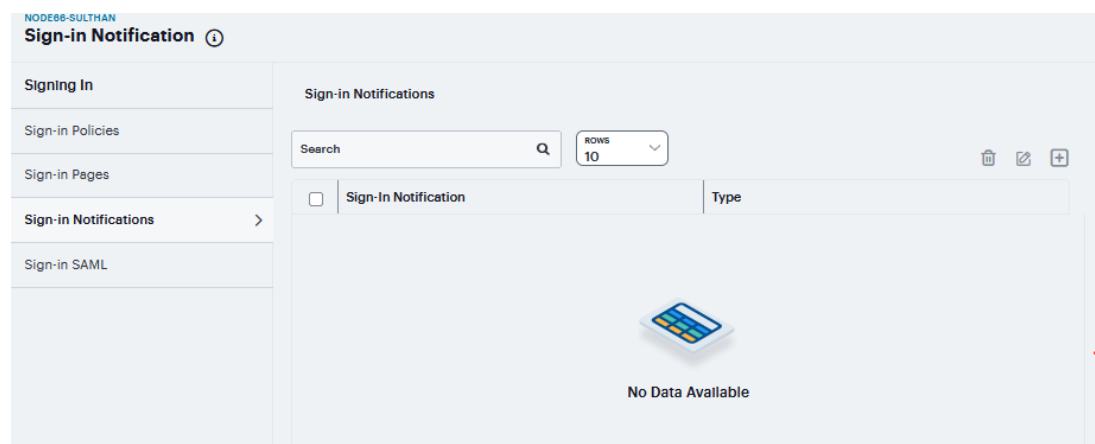 NODE66-SULTHAN
Sign-in Notification
Signing In
Sign-in Policies
Sign-in Pages
Sign-in Notifications
Sign-in SAML
Sign-in Notifications
Search
ROWS
10
Sign-In Notification Type
No Data Available